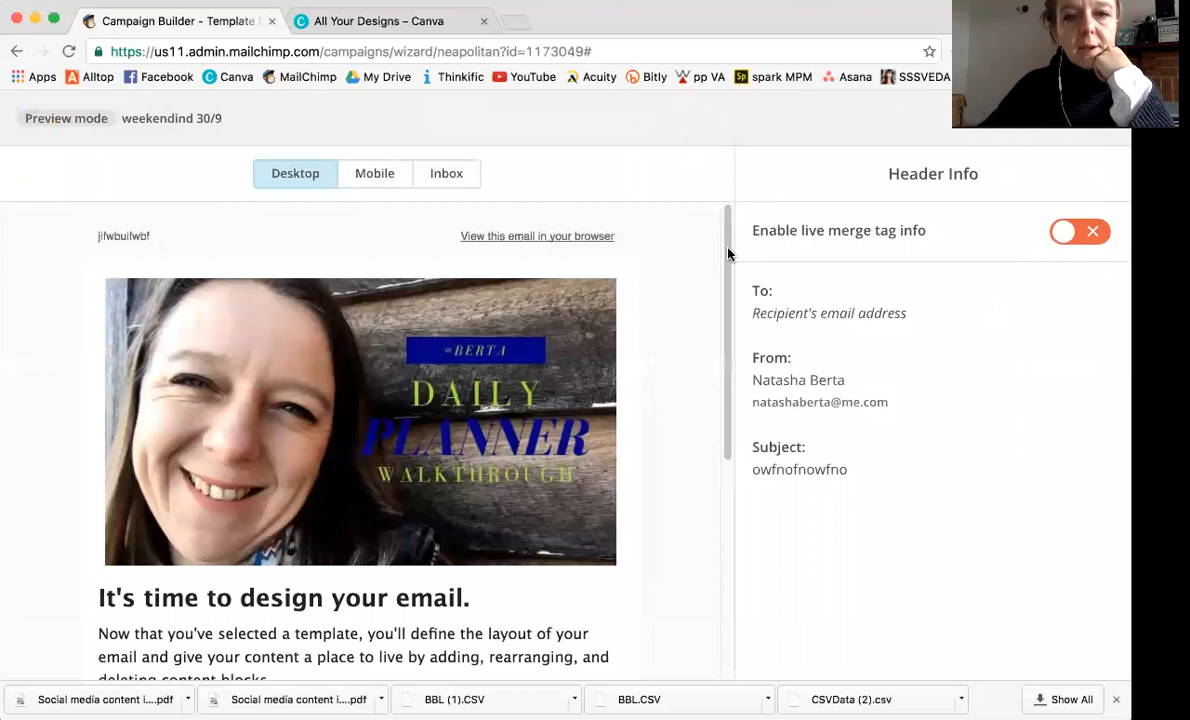 Campaign Builder - Template D
All Your Designs – Canva
https://us11.admin.mailchimp.com/campaigns/wizard/neapolitan?id=1173049#
Apps Alltop Facebook Canva MailChimp My Drive Thinkific YouTube Acuity Bitly pp VA spark MPM Asana SSSVEDA
Preview mode weekendind 30/9
Desktop Mobile Inbox
Header Info
jifwbuifwbf
View this email in your browser
Enable live merge tag info
To:
Recipient's email address
From:
Natasha Berta
natashaberta@me.com
Subject:
owfnofnowfno
=BERTA
DAILY
PLANNER
WALKTHROUGH
It's time to design your email.
Now that you've selected a template, you'll define the layout of your
email and give your content a place to live by adding, rearranging, and
deleting content blocks.
Social media content i....pdf Social media content i....pdf BBL (1).CSV BBL.CSV CSVData (2).csv Show All